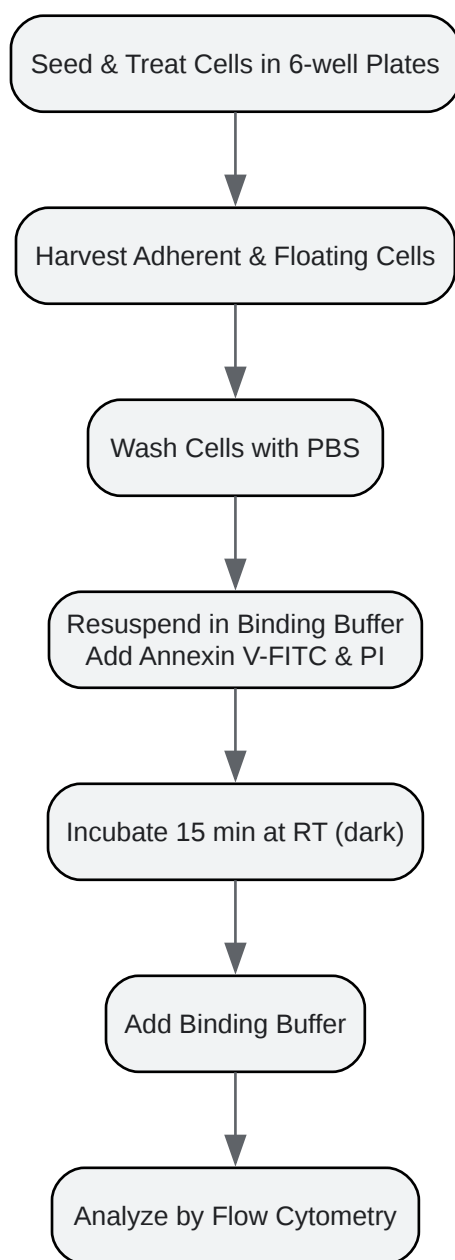 Seed & Treat Cells in 6-well Plates
Harvest Adherent & Floating Cells
Wash Cells with PBS
Resuspend in Binding Buffer
Add Annexin V-FITC & PI
Incubate 15 min at RT (dark)
Add Binding Buffer
Analyze by Flow Cytometry